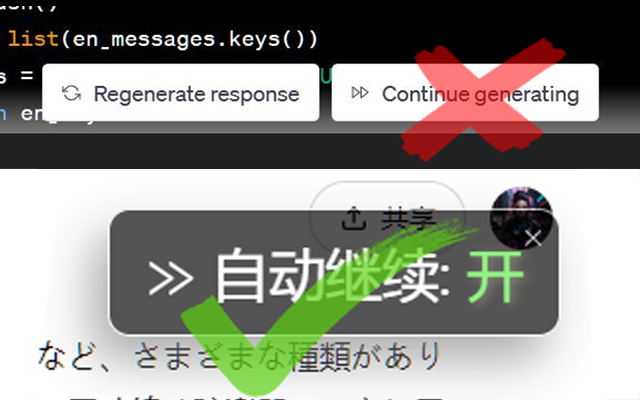 list(en_messages.keys())
s =
Regenerate response
Continue generating
共享
自动继续: 开
など、さまざまな種類があり